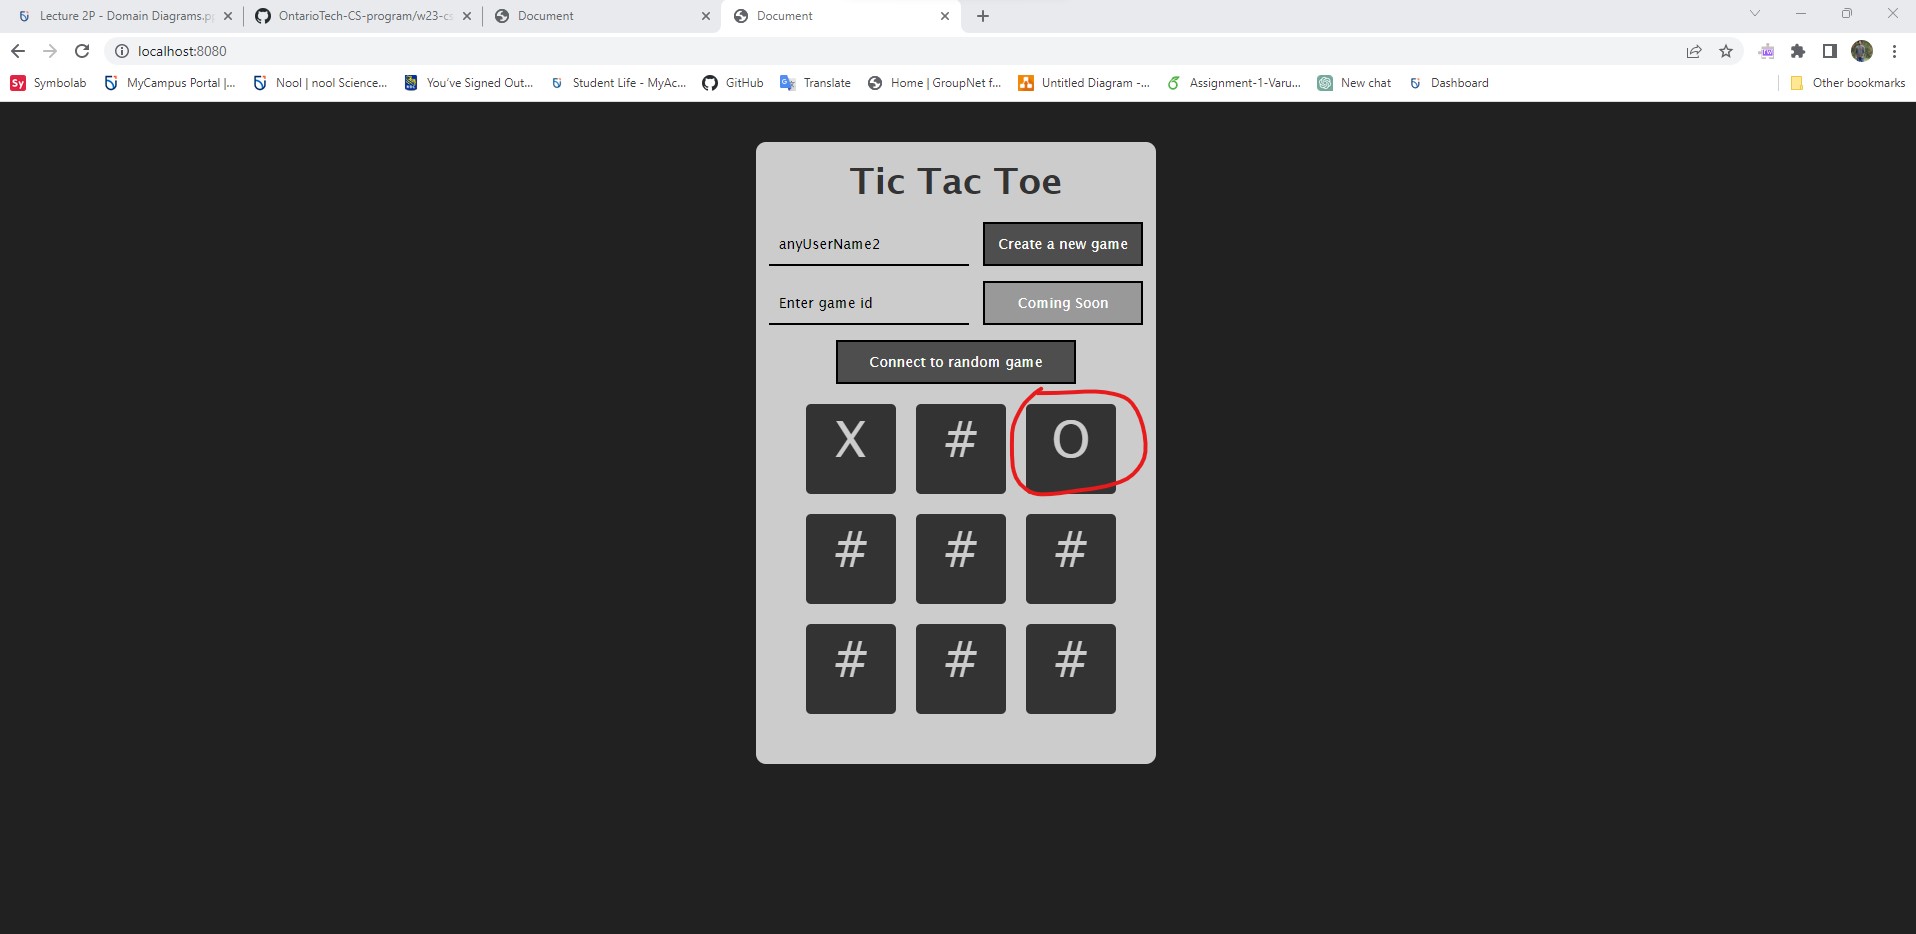 Lecture 2P - Domain Diagrams.p
OntarioTech-CS-program/w23-cs
Document
Document
localhost:8080
Sy Symbolab
MyCampus Portal |...
Nool | nool Science...
You've Signed Out...
Student Life - MyAc...
GitHub
Translate
Home | GroupNet f...
Untitled Diagram -...
Assignment-1-Varu...
New chat
Dashboard
Other bookmarks
Tic Tac Toe
anyUserName2
Create a new game
Enter game id
Coming Soon
Connect to random game
X # O
# # #
# # #